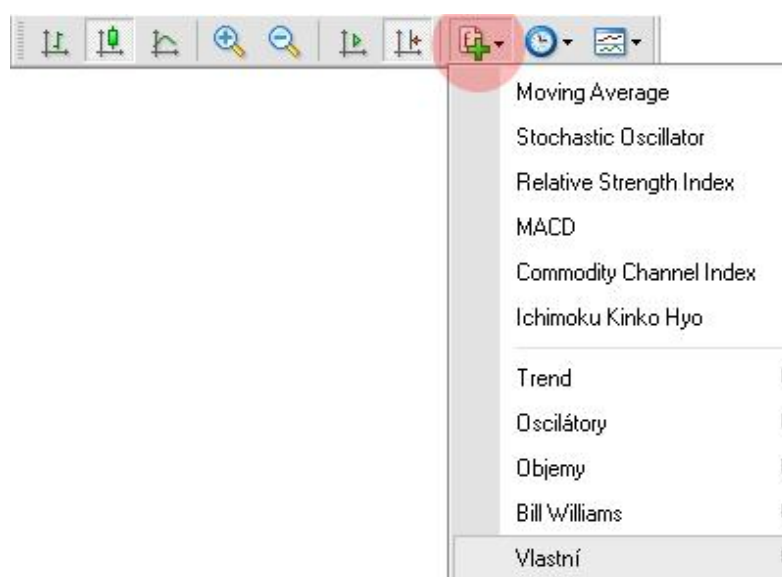 Moving Average
Stochastic Oscillator
Relative Strength Index
MACD
Commodity Channel Index
Ichimoku Kinko Hyo
Trend
Oscilátory
Objemy
Bill Williams
Vlastní